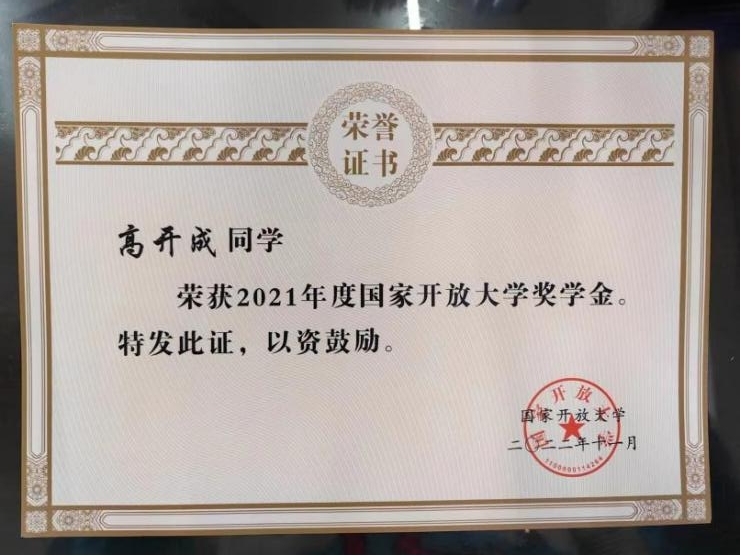 荣誉
证书
高开成同学
荣获2021年度国家开放大学奖学金。
特发此证，以资鼓励。
国家开放大学
二〇二二年十一月